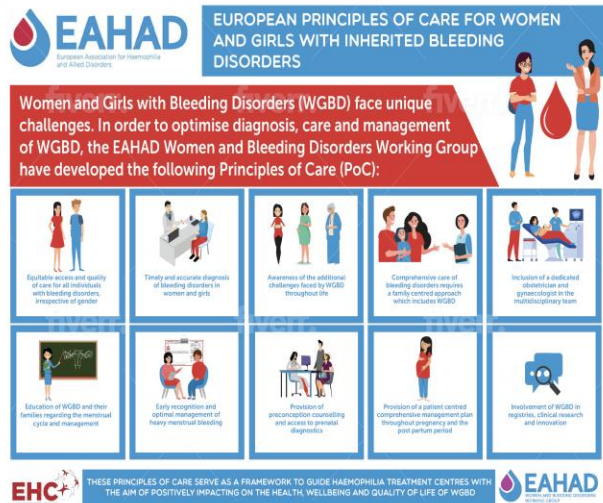 EAHAD
European Association for Haemophilia
and Allied Disorders
EUROPEAN PRINCIPLES OF CARE FOR WOMEN
AND GIRLS WITH INHERITED BLEEDING
DISORDERS
Women and Girls with Bleeding Disorders (WGBD) face unique
challenges. In order to optimise diagnosis, care and management
of WGBD, the EAHAD Women and Bleeding Disorders Working Group
have developed the following Principles of Care (PoC):
Equitable access and quality
of care for all individuals
with bleeding disorders,
irrespective of gender
Timely and accurate diagnosis
of bleeding disorders in
women and girls
Awareness of the additional
challenges faced by WGBD
throughout life
Comprehensive care of
bleeding disorders requires
a family centred approach
which includes WGBD
Inclusion of a dedicated
obstetrician and
gynaecologist in the
multidisciplinary team
Education of WGBD and their
families regarding the menstrual
cycle and management
Early recognition and
optimal management of
heavy menstrual bleeding
Provision of
preconception counselling
and access to prenatal
diagnostics
Provision of a patient centred
comprehensive management plan
throughout pregnancy and the
post partum period
Involvement of WGBD in
registries, clinical research
and innovation
EHC
THESE PRINCIPLES OF CARE SERVE AS A FRAMEWORK TO GUIDE HAEMOPHILIA TREATMENT CENTRES WITH
THE AIM OF POSITIVELY IMPACTING ON THE HEALTH, WELLBEING AND QUALITY OF LIFE OF WGBD
EAHAD
WOMEN AND BLEEDING DISORDERS
WORKING GROUP